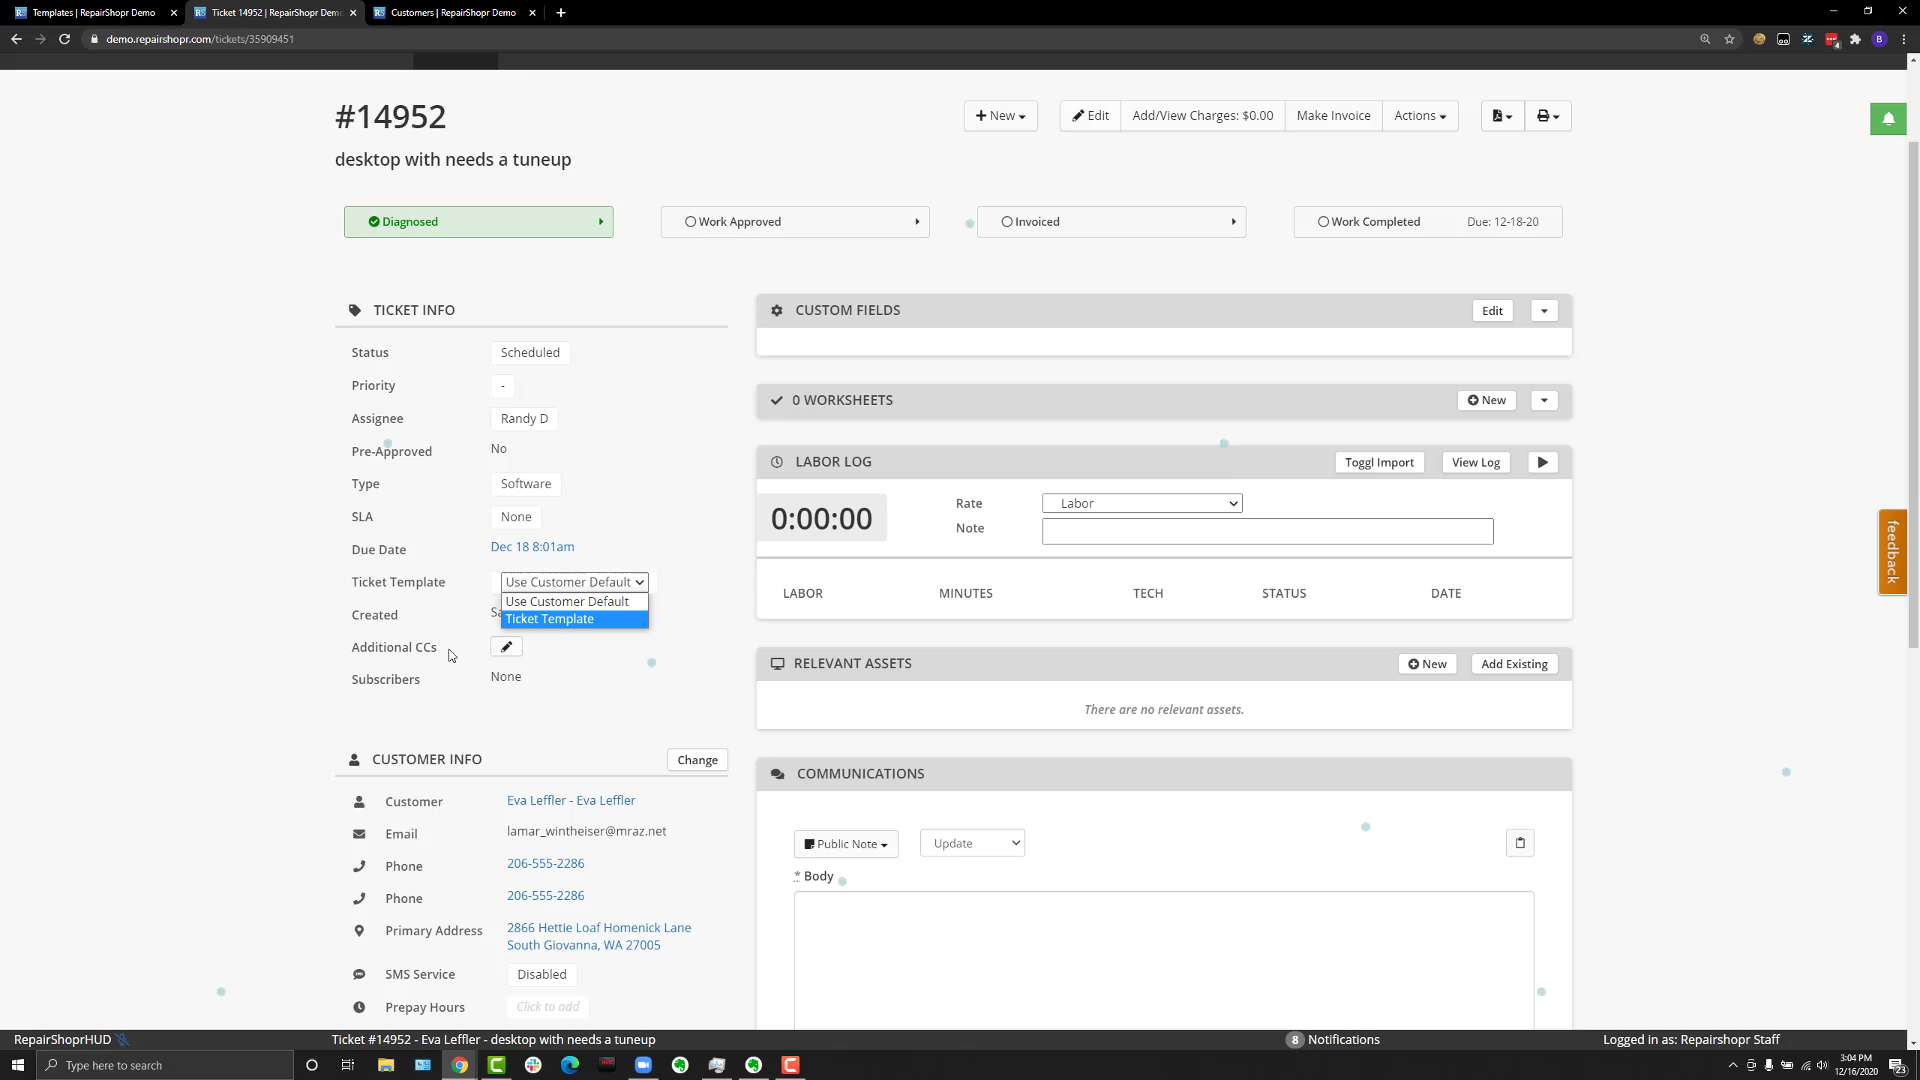 Templates | RepairShopr Demo
Ticket 14952 | RepairShopr Demo
Customers | RepairShopr Demo
demo.repairshopr.com/tickets/35909451
#14952
New
Edit
Add/View Charges: $0.00
Make Invoice
Actions
desktop with needs a tuneup
Diagnosed
Work Approved
Invoiced
Work Completed
Due: 12-18-20
TICKET INFO
Status
Scheduled
Priority
-
Assignee
Randy D
Pre-Approved
No
Type
Software
SLA
None
Due Date
Dec 18 8:01am
Ticket Template
Use Customer Default
Use Customer Default
Ticket Template
Created
Additional CCs
Subscribers
None
CUSTOMER INFO
Change
Customer
Eva Leffler - Eva Leffler
Email
lamar_wintheiser@mraz.net
Phone
206-555-2286
Phone
206-555-2286
Primary Address
2866 Hettie Loaf Homenick Lane
South Giovanna, WA 27005
SMS Service
Disabled
Prepay Hours
Click to add
CUSTOM FIELDS
Edit
0 WORKSHEETS
New
LABOR LOG
Toggl Import
View Log
0:00:00
Rate
Labor
Note
LABOR
MINUTES
TECH
STATUS
DATE
RELEVANT ASSETS
New
Add Existing
There are no relevant assets.
COMMUNICATIONS
Public Note
Update
* Body
feedback
RepairShoprHUD
Ticket #14952 - Eva Leffler - desktop with needs a tuneup
8 Notifications
Logged in as: Repairshopr Staff
Type here to search
3:04 PM
12/16/2020
23